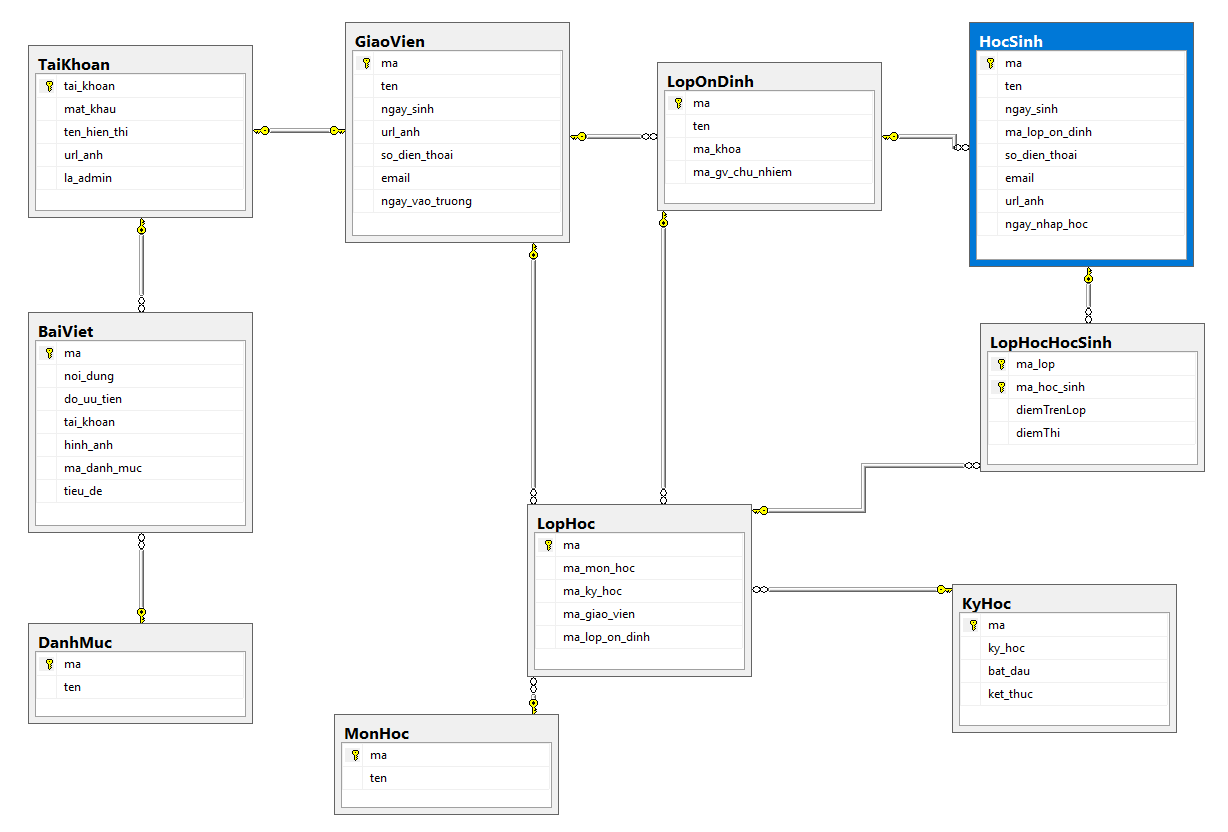 TaiKhoan
tai_khoan
mat_khau
ten_hien_thi
url_anh
la_admin
GiaoVien
ma
ten
ngay_sinh
url_anh
so_dien_thoai
email
ngay_vao_truong
LopOnDinh
ma
ten
ma_khoa
ma_gv_chu_nhiem
HocSinh
ma
ten
ngay_sinh
ma_lop_on_dinh
so_dien_thoai
email
url_anh
ngay_nhap_hoc
BaiViet
ma
noi_dung
do_uu_tien
tai_khoan
hinh_anh
ma_danh_muc
tieu_de
LopHocHocSinh
ma_lop
ma_hoc_sinh
diemTrenLop
diemThi
LopHoc
ma
ma_mon_hoc
ma_ky_hoc
ma_giao_vien
ma_lop_on_dinh
KyHoc
ma
ky_hoc
bat_dau
ket_thuc
DanhMuc
ma
ten
MonHoc
ma
ten